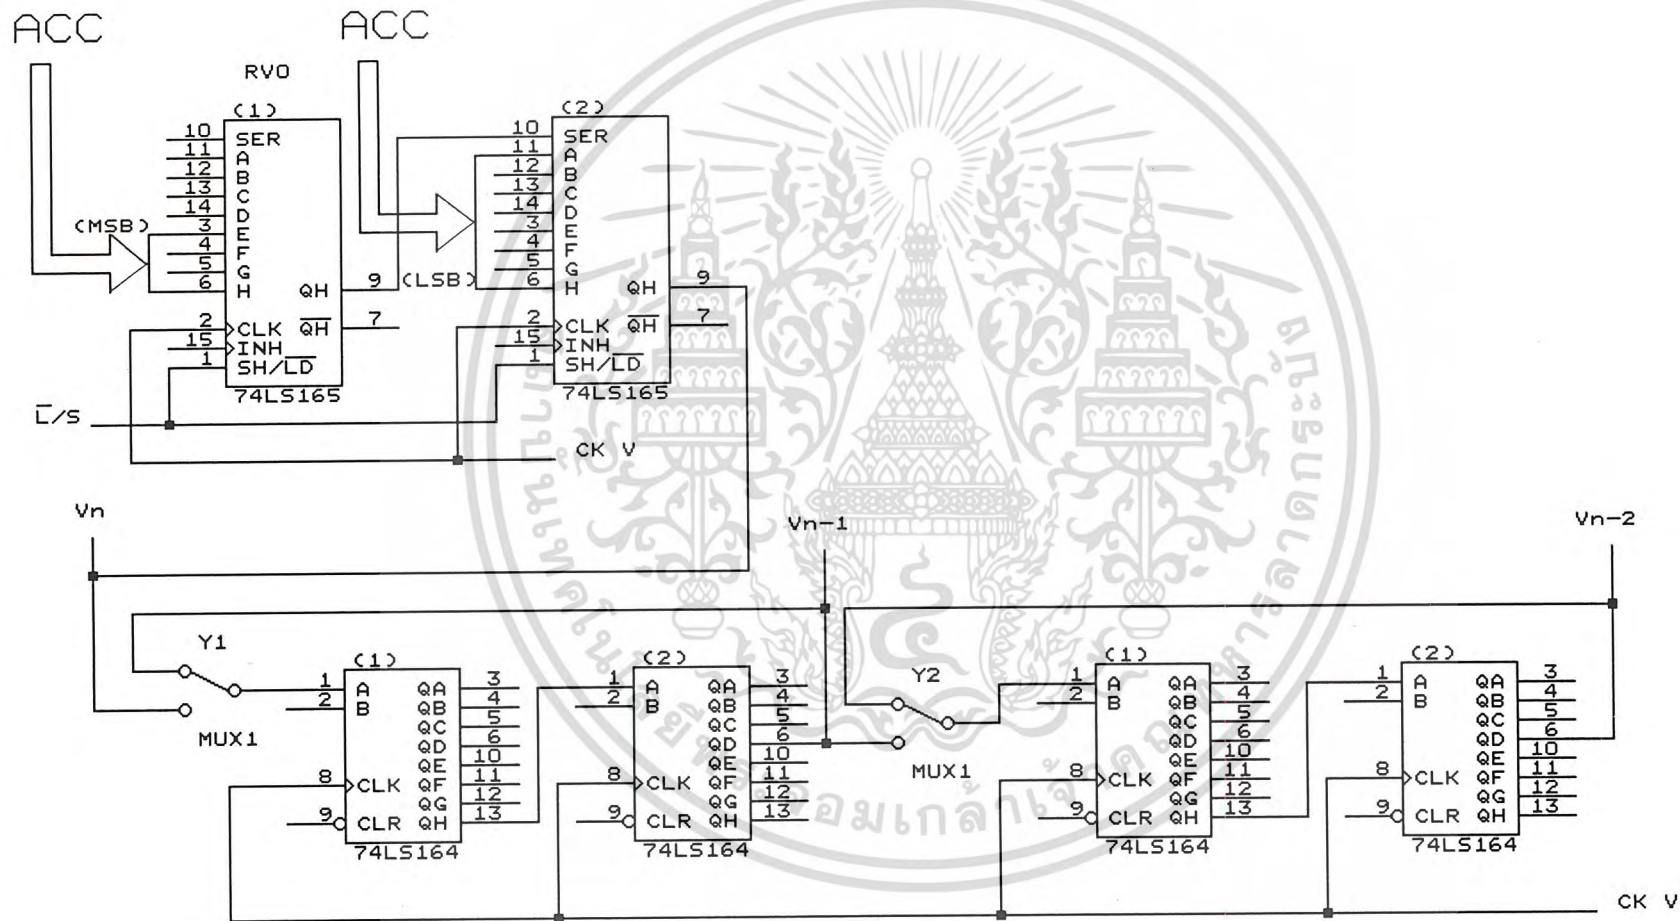 ACC
ACC
RVO
(1)
10 SER
11 A
12 B
13 C
14 D
(MSB)
3 E
4 F
5 G
6 H QH 9
2 CLK Q̅H̅ 7
15 INH
1 SH/L̅D̅
74LS165
(2)
10 SER
11 A
12 B
13 C
14 D
3 E
4 F
5 G
(LSB)
6 H QH 9
2 CLK Q̅H̅ 7
15 INH
1 SH/L̅D̅
74LS165
L̅/S
CK V
Vn
Vn-1
Vn-2
Y1
MUX1
(1)
1 A QA 3
2 B QB 4
QC 5
QD 6
QE 10
8 CLK QF 11
QG 12
9 CLR QH 13
74LS164
(2)
1 A QA 3
2 B QB 4
QC 5
QD 6
QE 10
8 CLK QF 11
QG 12
9 CLR QH 13
74LS164
Y2
MUX1
(1)
1 A QA 3
2 B QB 4
QC 5
QD 6
QE 10
8 CLK QF 11
QG 12
9 CLR QH 13
74LS164
(2)
1 A QA 3
2 B QB 4
QC 5
QD 6
QE 10
8 CLK QF 11
QG 12
9 CLR QH 13
74LS164
CK V